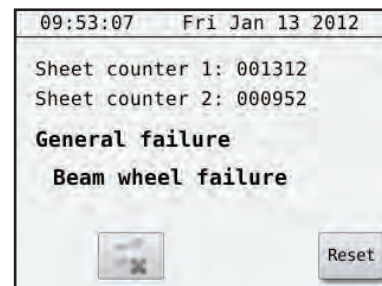 09:53:07 Fri Jan 13 2012
Sheet counter 1: 001312
Sheet counter 2: 000952
General failure
Beam wheel failure
Reset